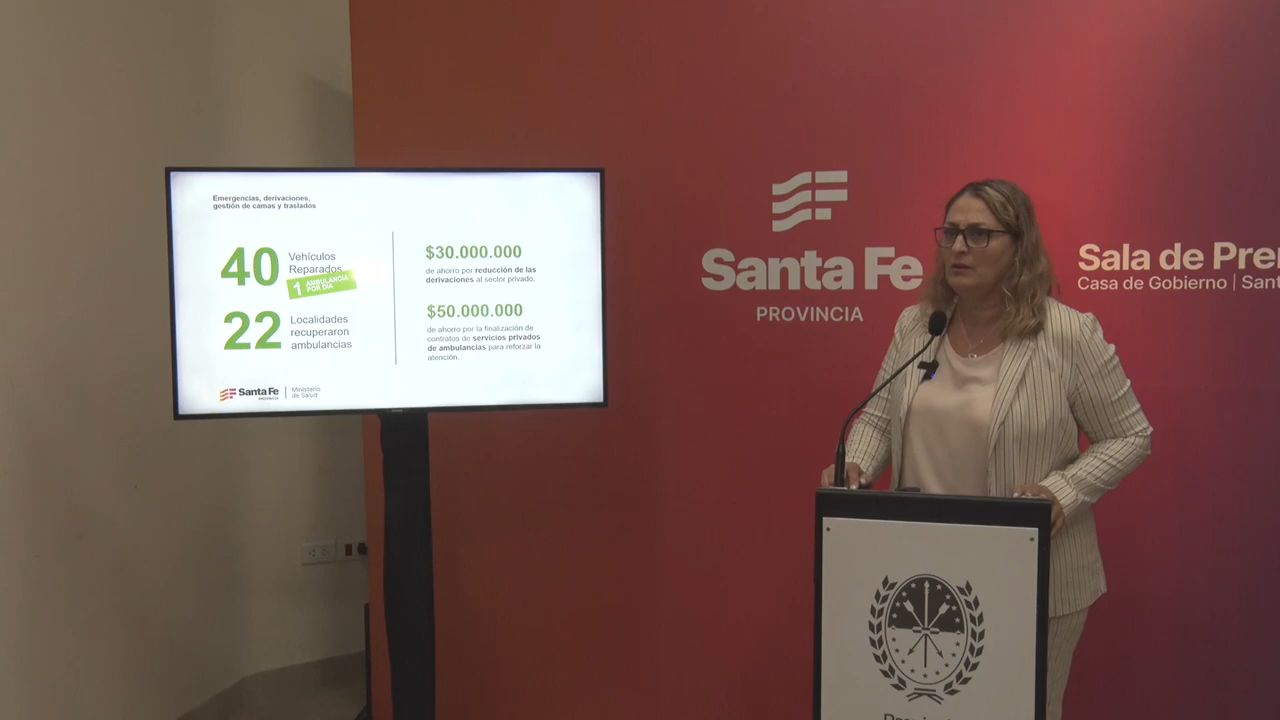 Emergencias, derivaciones,
gestión de camas y traslados
40
Vehículos
Reparados
1 AMBULANCIA
POR DÍA
22
Localidades
recuperaron
ambulancias
$30.000.000
de ahorro por reducción de las
derivaciones al sector privado.
$50.000.000
de ahorro por la finalización de
contratos de servicios privados
de ambulancias para reforzar la
atención.
Santa Fe
PROVINCIA
Ministerio
de Salud
Santa Fe
PROVINCIA
Sala de Pren
Casa de Gobierno | Sant